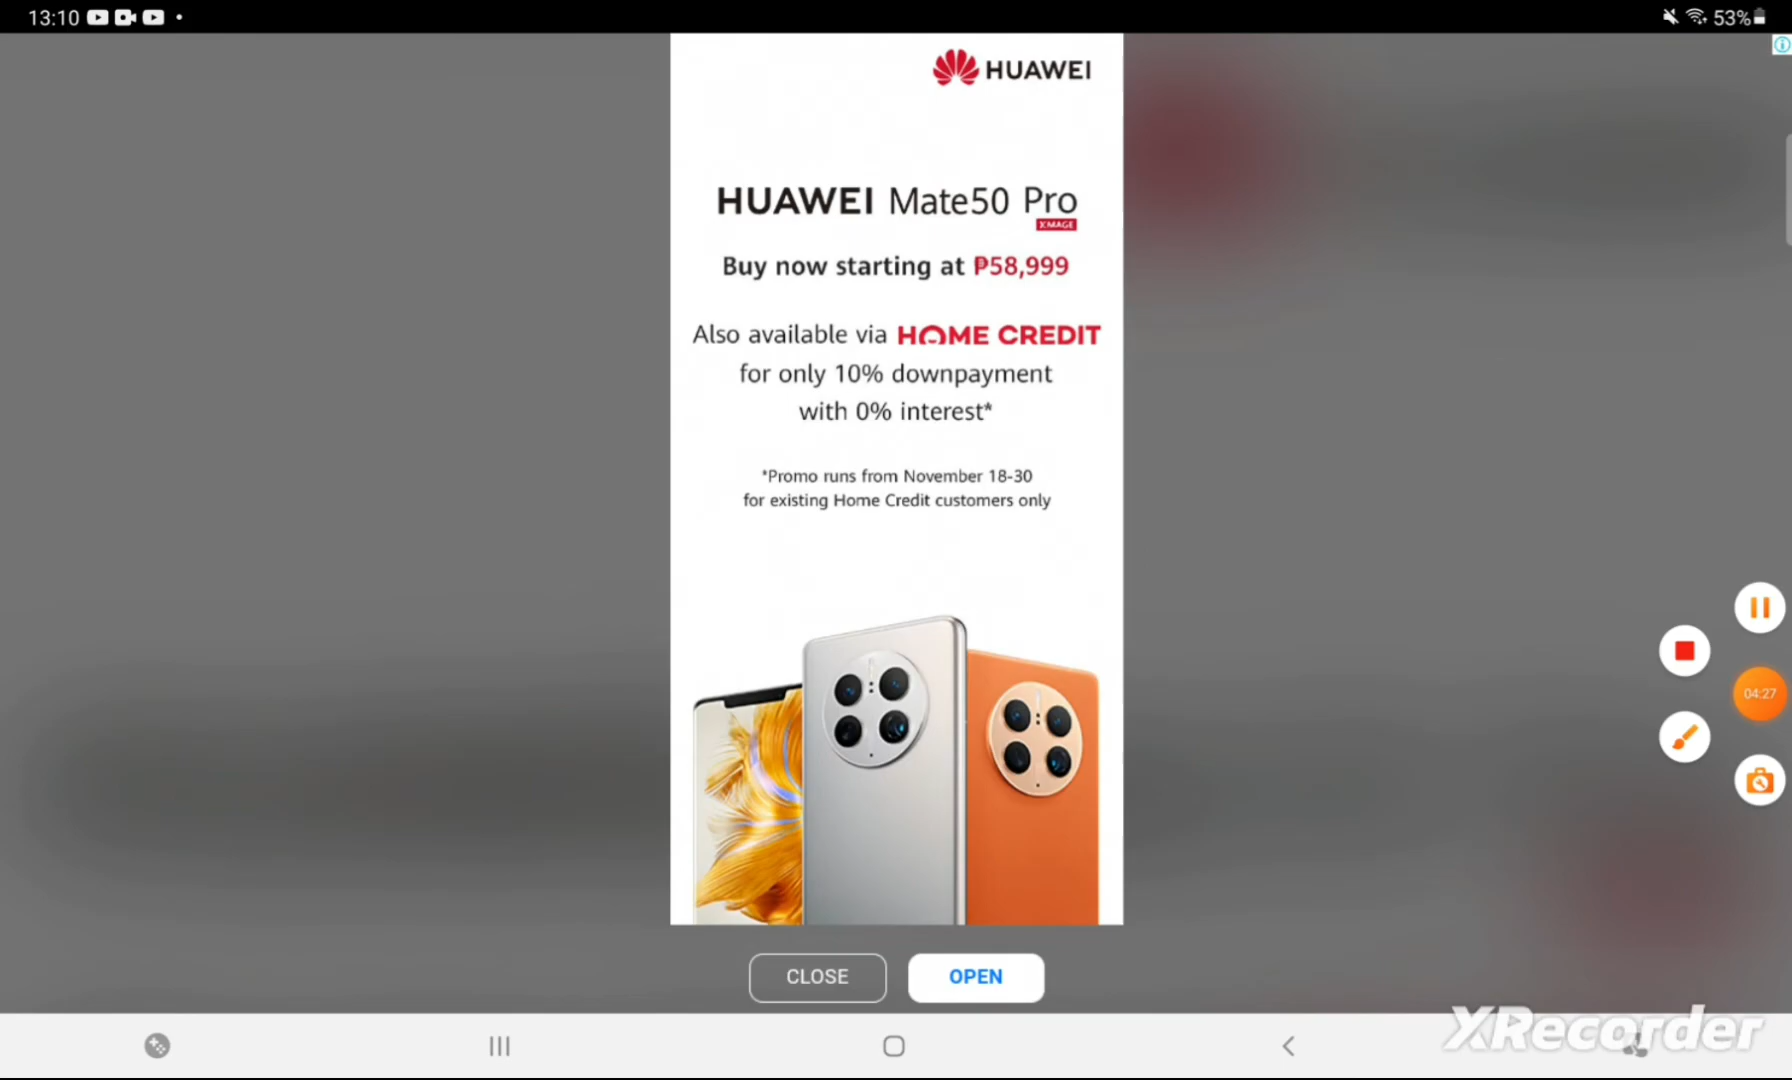 13:10
53%
HUAWEI
HUAWEI Mate50 Pro
XMAGE
Buy now starting at ₱58,999
Also available via HOME CREDIT
for only 10% downpayment
with 0% interest*
*Promo runs from November 18-30
for existing Home Credit customers only
04:27
CLOSE
OPEN
XRecorder